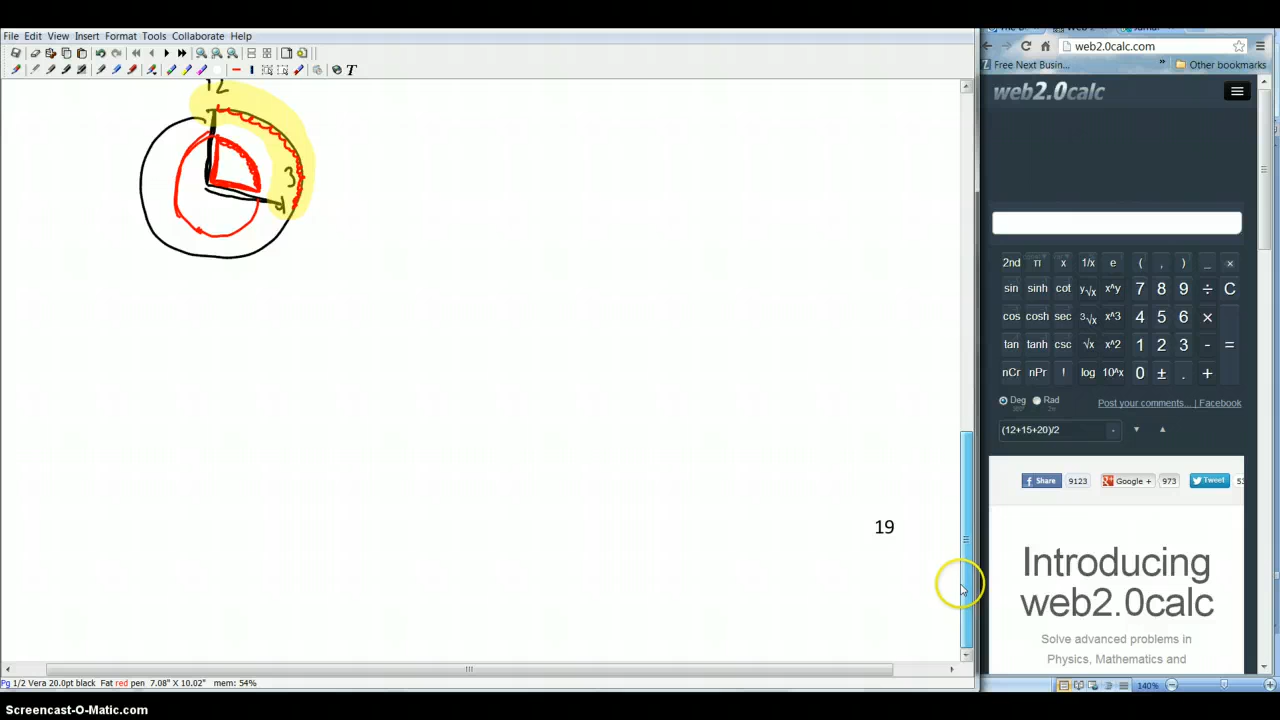 File Edit View Insert Format Tools Collaborate Help
12
3
19
Pg 1/2 Vera 20.0pt black Fat red pen 7.08" X 10.02" mem: 54%
web2.0calc.com
Free Next Busin... » Other bookmarks
web2.0calc
2nd π x 1/x e ( , ) _ ×
sin sinh cot y√x x^y 7 8 9 ÷ C
cos cosh sec 3√x x^3 4 5 6 ×
tan tanh csc √x x^2 1 2 3 - =
nCr nPr ! log 10^x 0 ± . +
Deg Rad Post your comments... | Facebook
(12+15+20)/2
Share 9123 Google + 973 Tweet
Introducing
web2.0calc
Solve advanced problems in
Physics, Mathematics and
140%
Screencast-O-Matic.com